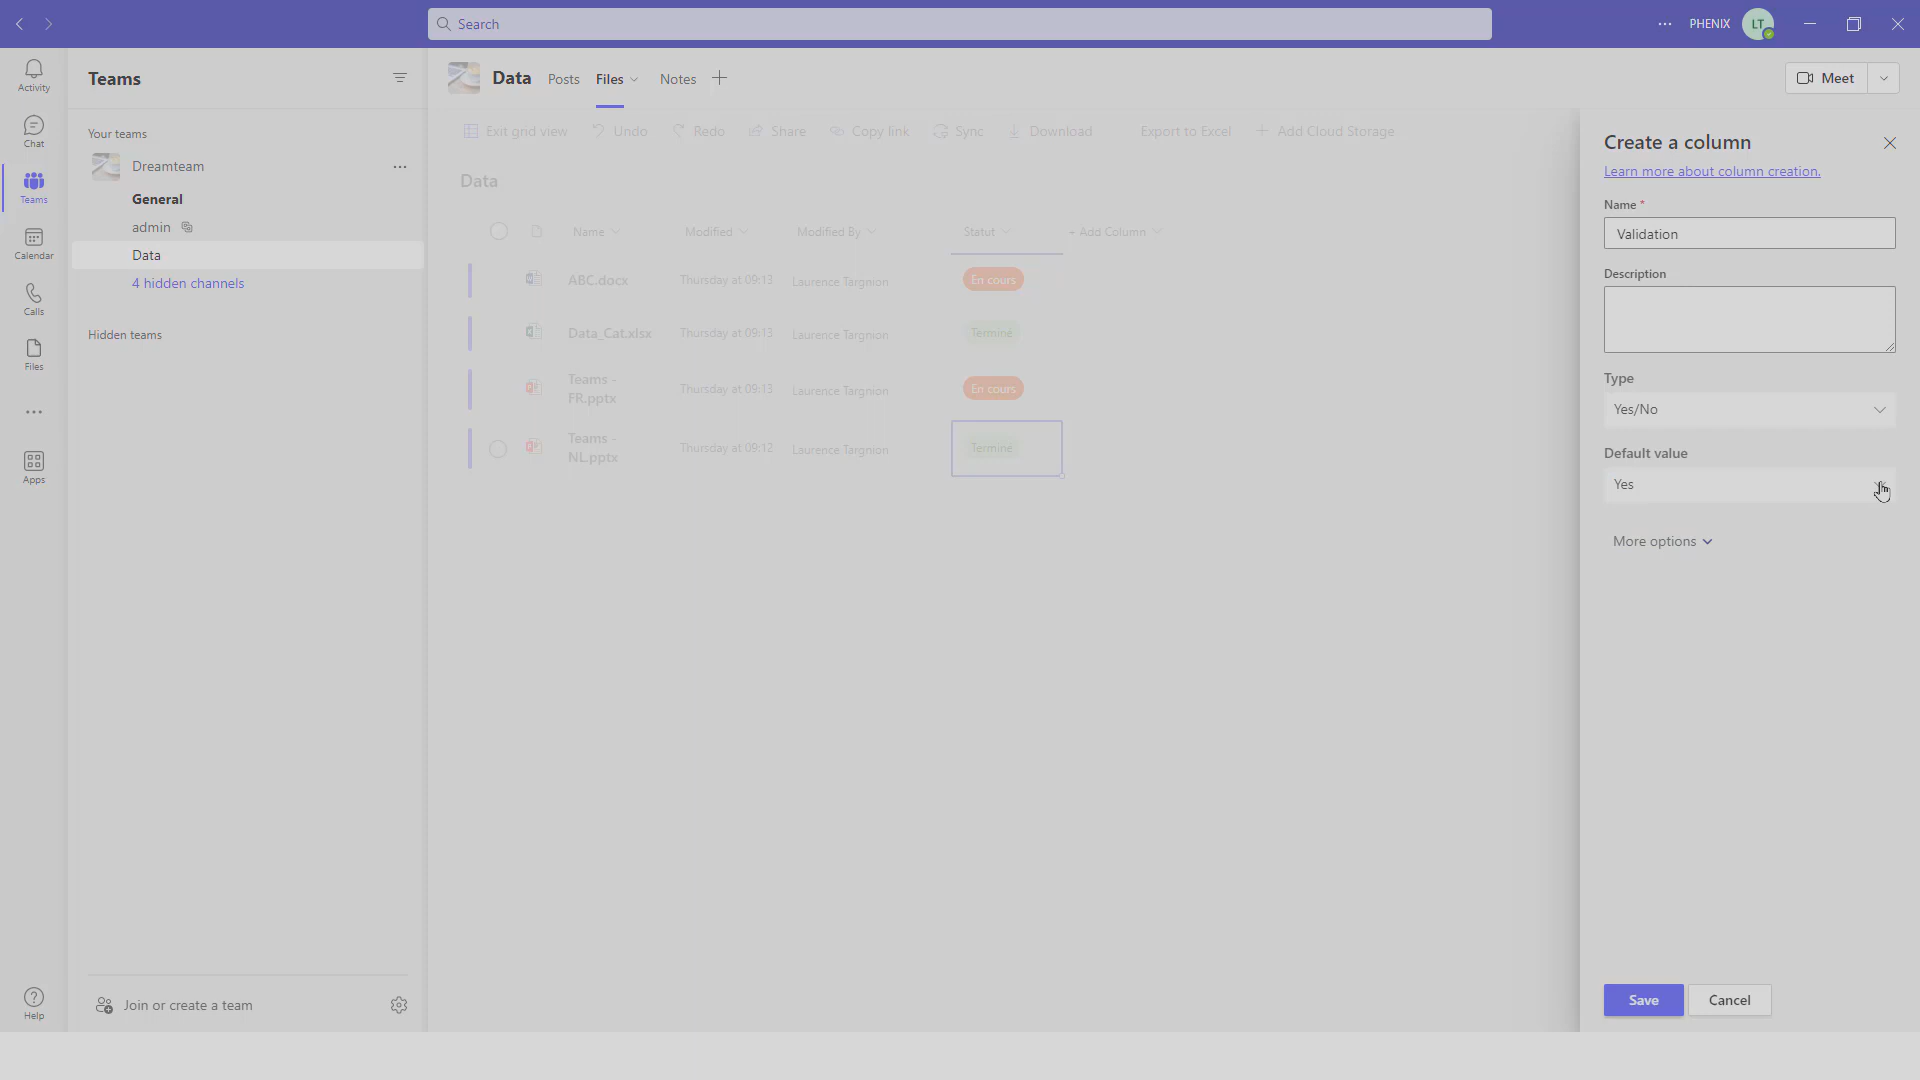 Search
PHENIX
LT
Activity
Chat
Teams
Calendar
Calls
Files
Apps
Help
Teams
Your teams
Dreamteam
General
admin
Data
4 hidden channels
Hidden teams
Join or create a team
Data Posts Files Notes
Meet
Exit grid view Undo Redo Share Copy link Sync Download Export to Excel Add Cloud Storage
Data
Name Modified Modified By Statut + Add Column
ABC.docx Thursday at 09:13 Laurence Targnion En cours
Data_Cat.xlsx Thursday at 09:13 Laurence Targnion Terminé
Teams -
FR.pptx Thursday at 09:13 Laurence Targnion En cours
Teams -
NL.pptx Thursday at 09:12 Laurence Targnion Terminé
Create a column
Learn more about column creation.
Name *
Validation
Description
Type
Yes/No
Default value
Yes
More options
Save Cancel